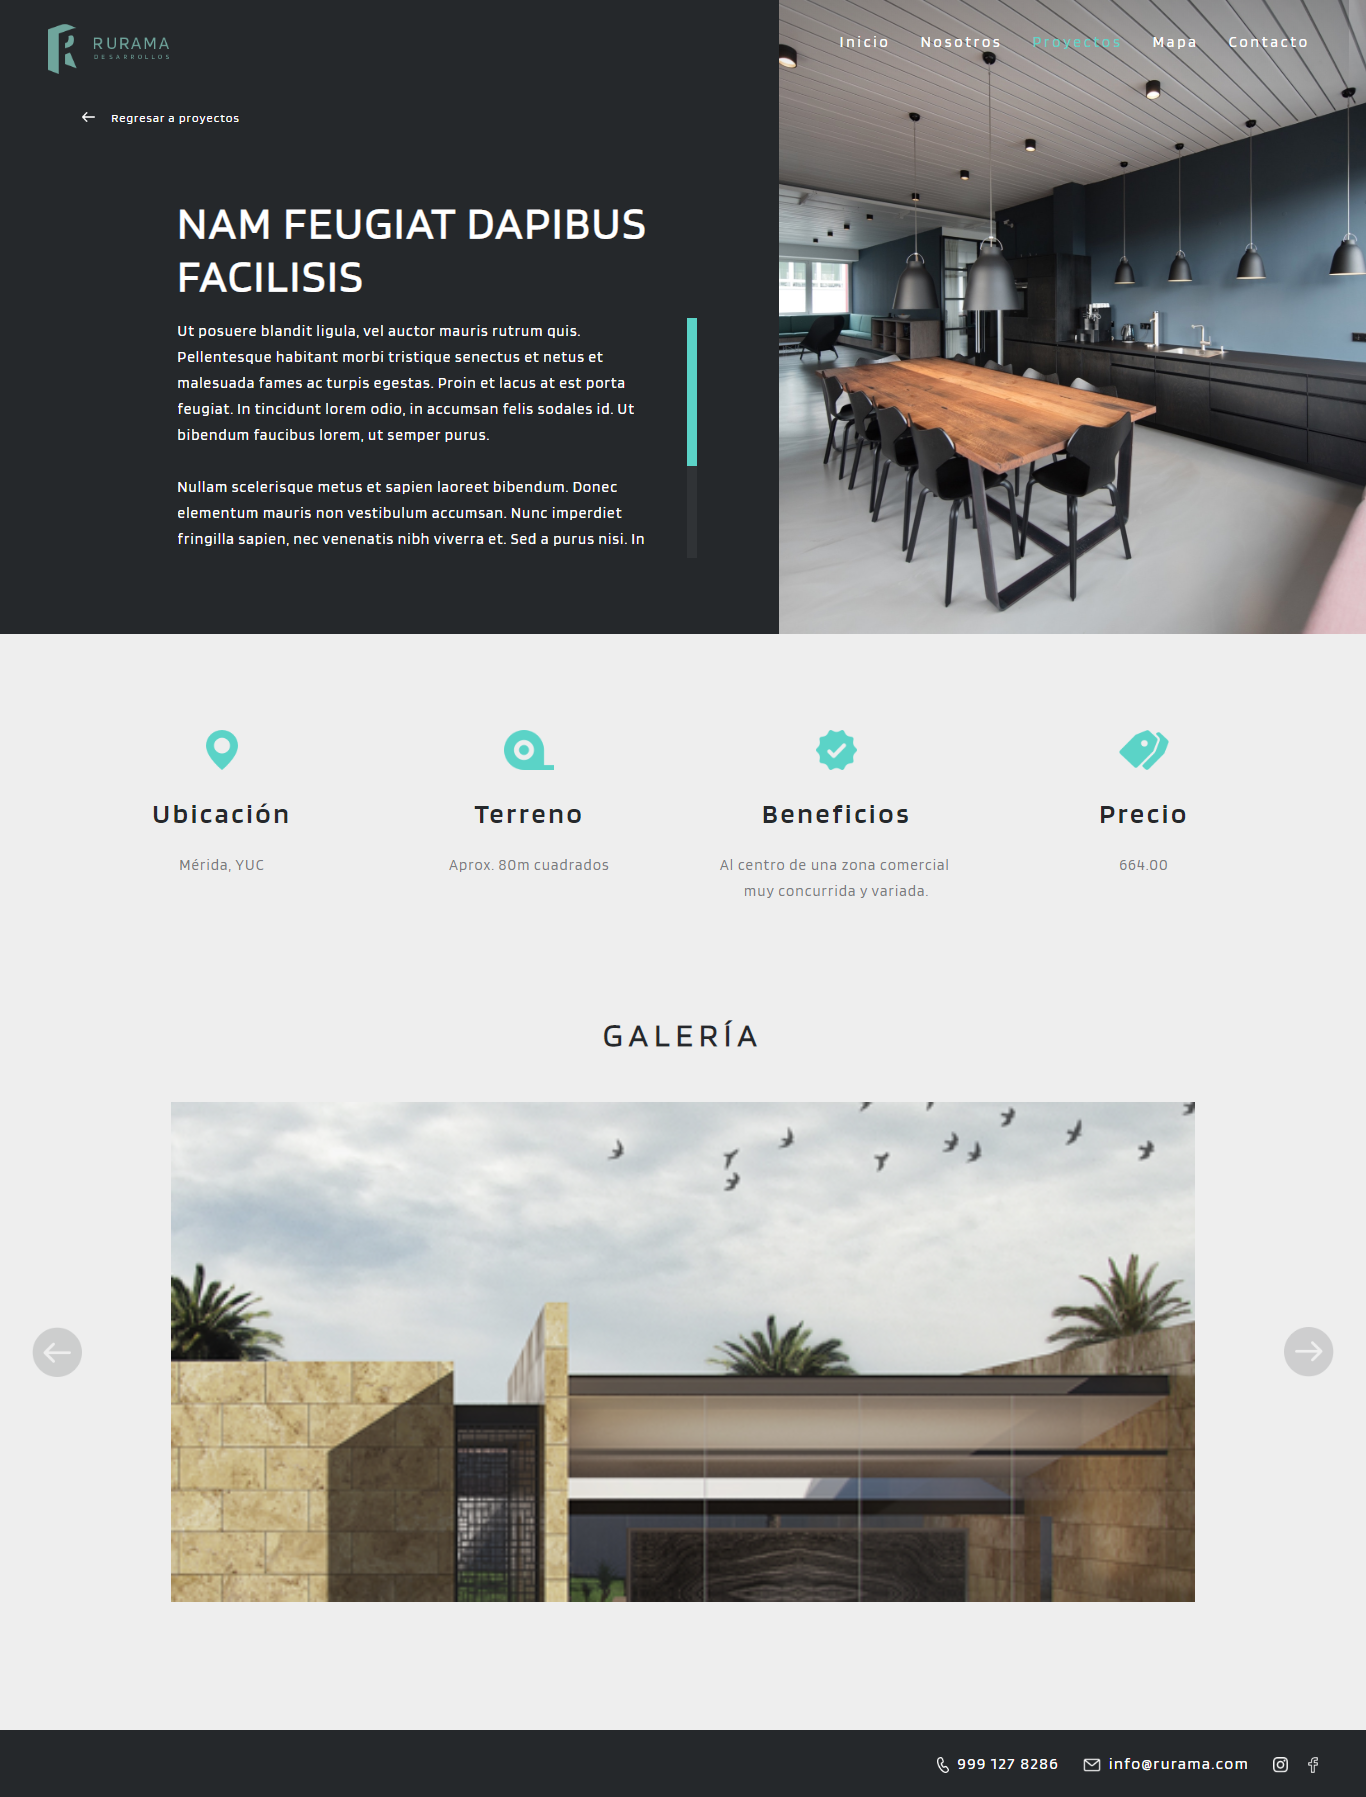 RURAMA
DESARROLLOS
Inicio Nosotros Proyectos Mapa Contacto
Regresar a proyectos
NAM FEUGIAT DAPIBUS
FACILISIS
Ut posuere blandit ligula, vel auctor mauris rutrum quis.
Pellentesque habitant morbi tristique senectus et netus et
malesuada fames ac turpis egestas. Proin et lacus at est porta
feugiat. In tincidunt lorem odio, in accumsan felis sodales id. Ut
bibendum faucibus lorem, ut semper purus.
Nullam scelerisque metus et sapien laoreet bibendum. Donec
elementum mauris non vestibulum accumsan. Nunc imperdiet
fringilla sapien, nec venenatis nibh viverra et. Sed a purus nisi. In
Ubicación
Mérida, YUC
Terreno
Aprox. 80m cuadrados
Beneficios
Al centro de una zona comercial
muy concurrida y variada.
Precio
664.00
GALERÍA
999 127 8286 info@rurama.com